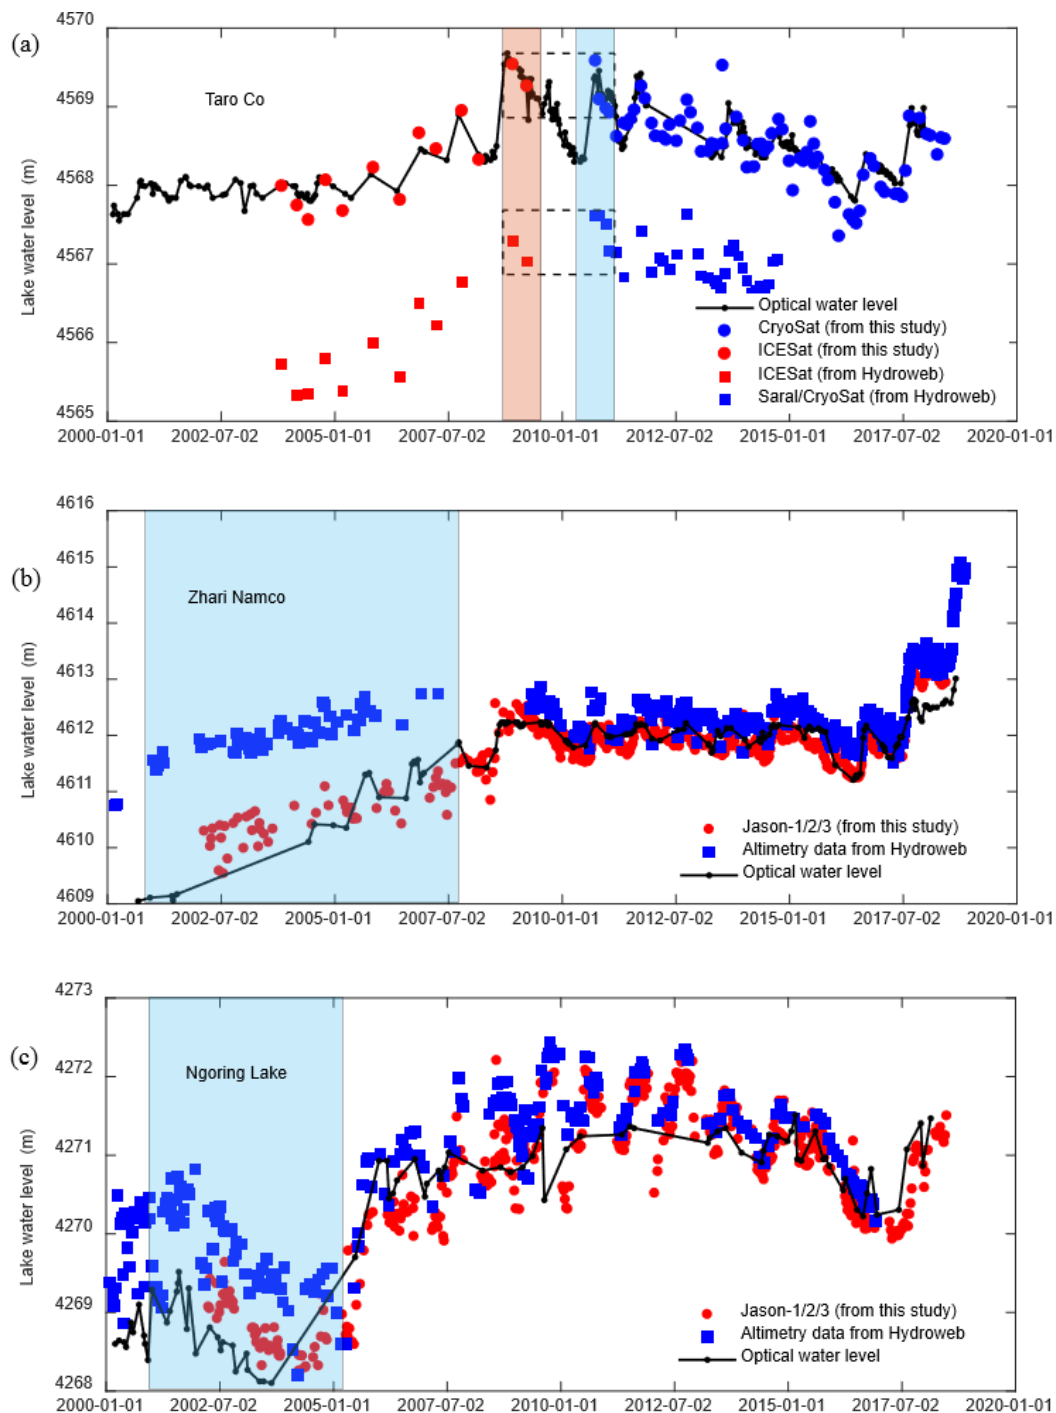 (a)
4570
4569
4568
4567
4566
4565
Lake water level (m)
Taro Co
Optical water level
CryoSat (from this study)
ICESat (from this study)
ICESat (from Hydroweb)
Saral/CryoSat (from Hydroweb)
2000-01-01 2002-07-02 2005-01-01 2007-07-02 2010-01-01 2012-07-02 2015-01-01 2017-07-02 2020-01-01
(b)
4616
4615
4614
4613
4612
4611
4610
4609
Lake water level (m)
Zhari Namco
Jason-1/2/3 (from this study)
Altimetry data from Hydroweb
Optical water level
2000-01-01 2002-07-02 2005-01-01 2007-07-02 2010-01-01 2012-07-02 2015-01-01 2017-07-02 2020-01-01
(c)
4273
4272
4271
4270
4269
4268
Lake water level (m)
Ngoring Lake
Jason-1/2/3 (from this study)
Altimetry data from Hydroweb
Optical water level
2000-01-01 2002-07-02 2005-01-01 2007-07-02 2010-01-01 2012-07-02 2015-01-01 2017-07-02 2020-01-01